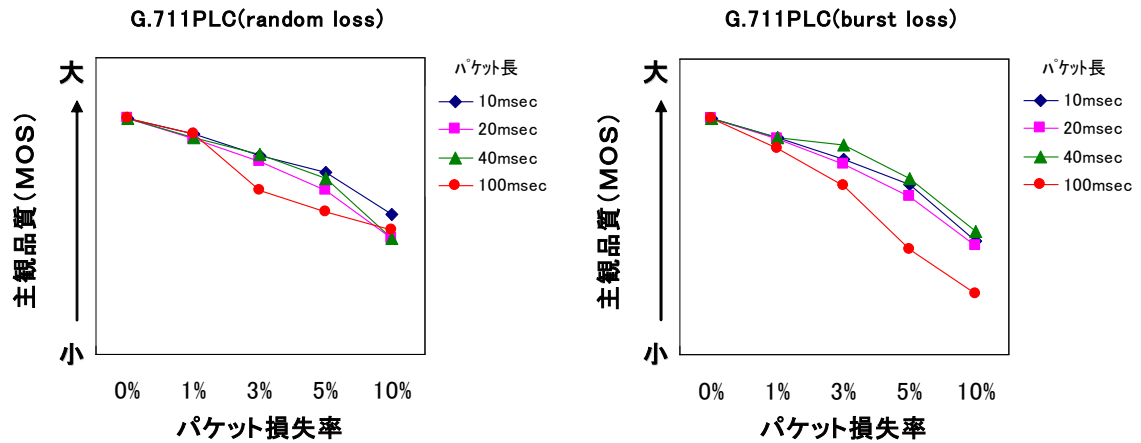 G.711PLC(random loss)
大
主観品質(MOS)
小
パケット長
10msec
20msec
40msec
100msec
0% 1% 3% 5% 10%
パケット損失率
G.711PLC(burst loss)
大
主観品質(MOS)
小
パケット長
10msec
20msec
40msec
100msec
0% 1% 3% 5% 10%
パケット損失率